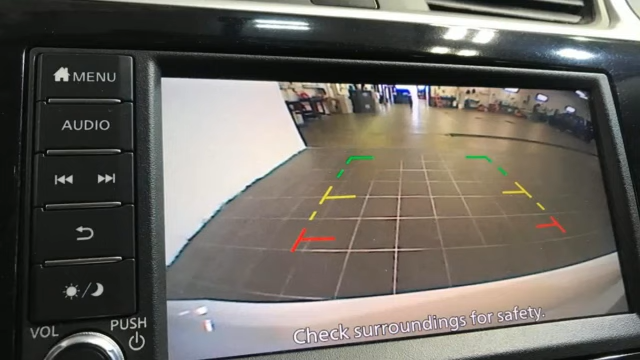 MENU
AUDIO
VOL
PUSH
Check surroundings for safety.